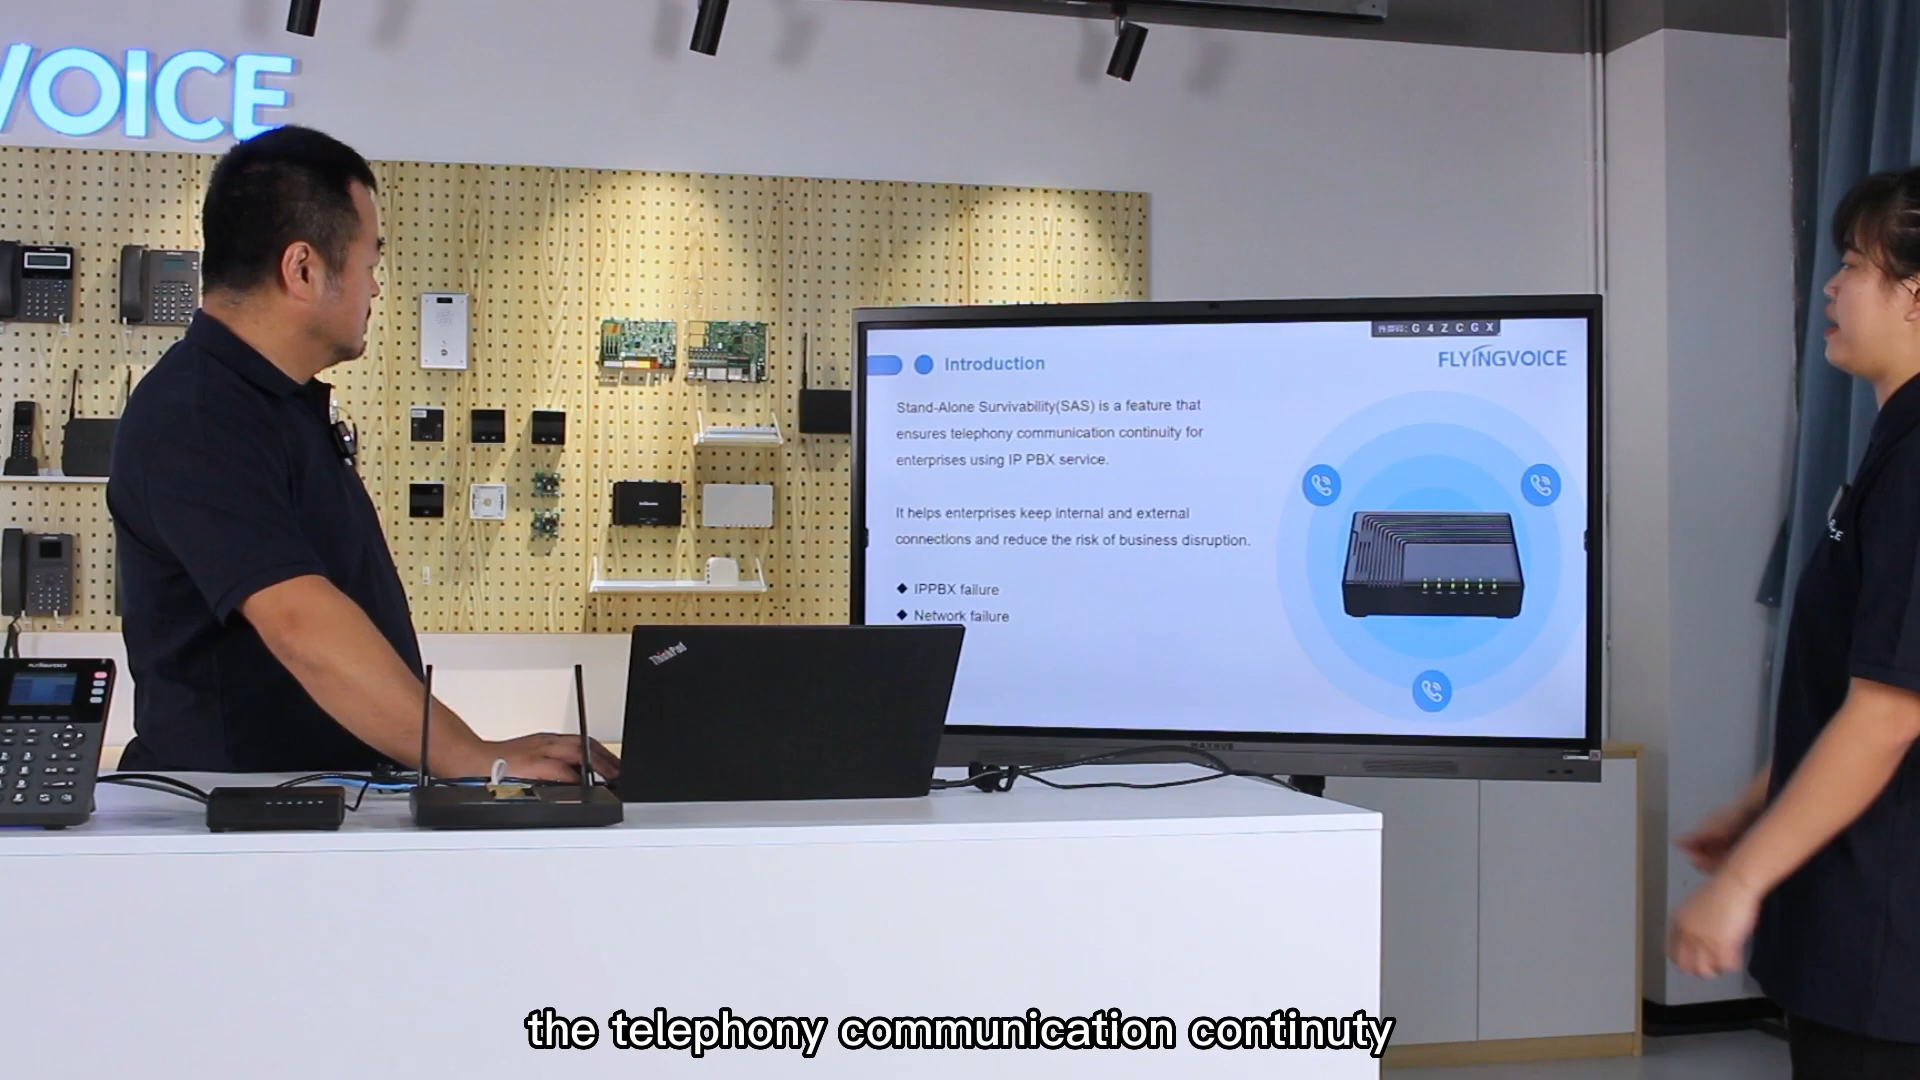 VOICE
G4ZCGX
Introduction
FLYINGVOICE
Stand-Alone Survivability(SAS) is a feature that
ensures telephony communication continuity for
enterprises using IP PBX service.
It helps enterprises keep internal and external
connections and reduce the risk of business disruption.
◆ IPPBX failure
◆ Network failure
ThinkPad
MAXHUB
the telephony communication continuty